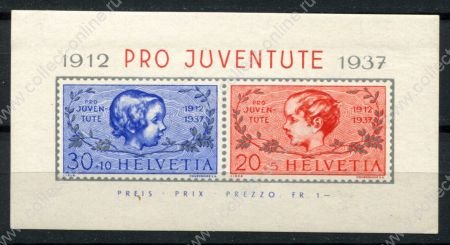 1912 PRO JUVENTUTE 1937
PRO
JUVEN-
TUTE
1912
1937
30+10 HELVETIA
PRO
JUVEN-
TUTE
1912
1937
20+5 HELVETIA
PREIS - PRIX - PREZZO: FR. 1-